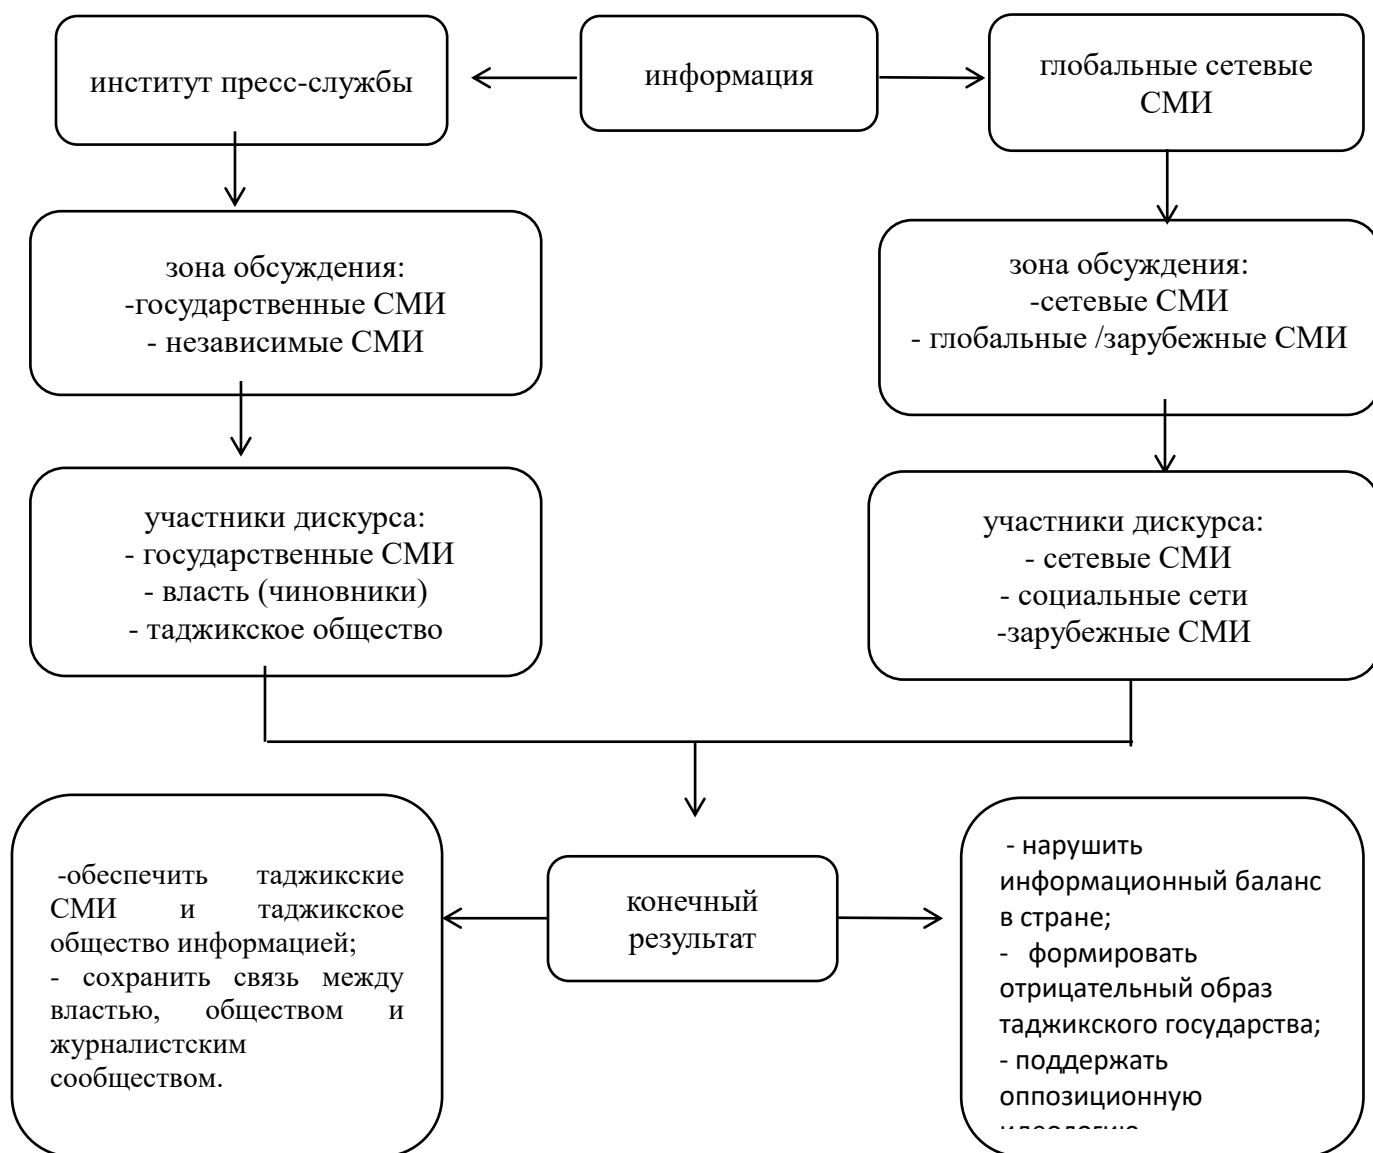 институт пресс-службы
информация
глобальные сетевые
СМИ
зона обсуждения:
-государственные СМИ
- независимые СМИ
зона обсуждения:
-сетевые СМИ
- глобальные /зарубежные СМИ
участники дискурса:
- государственные СМИ
- власть (чиновники)
- таджикское общество
участники дискурса:
- сетевые СМИ
- социальные сети
-зарубежные СМИ
-обеспечить таджикские
СМИ и таджикское
общество информацией;
- сохранить связь между
властью, обществом и
журналистским
сообществом.
конечный
результат
- нарушить
информационный баланс
в стране;
- формировать
отрицательный образ
таджикского государства;
- поддержать
оппозиционную